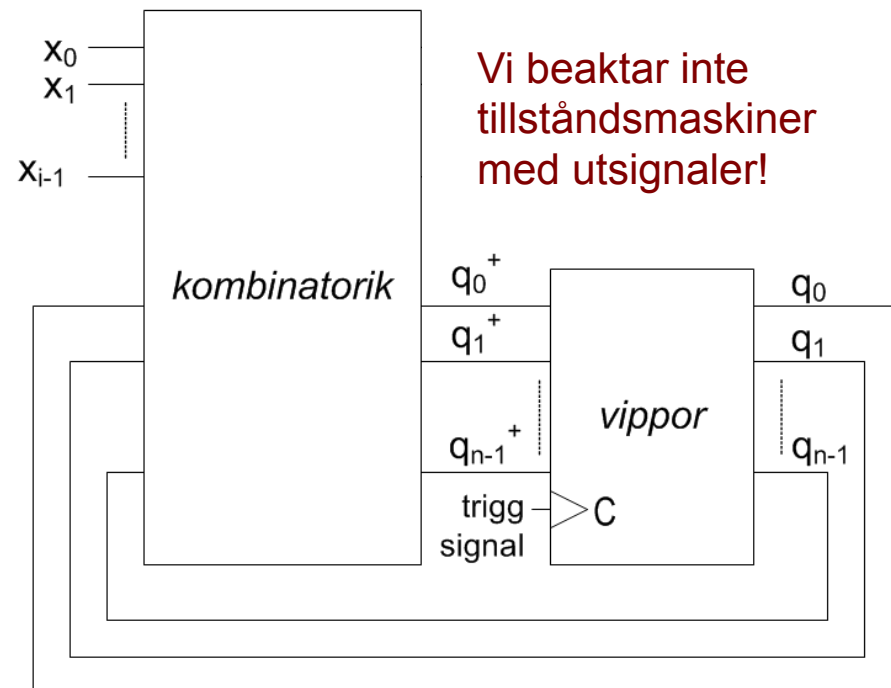 x₀
x₁
xᵢ₋₁
Vi beaktar inte
tillståndsmaskiner
med utsignaler!
kombinatorik
q₀⁺
q₁⁺
qₙ₋₁⁺
trigg
signal
C
vippor
q₀
q₁
qₙ₋₁